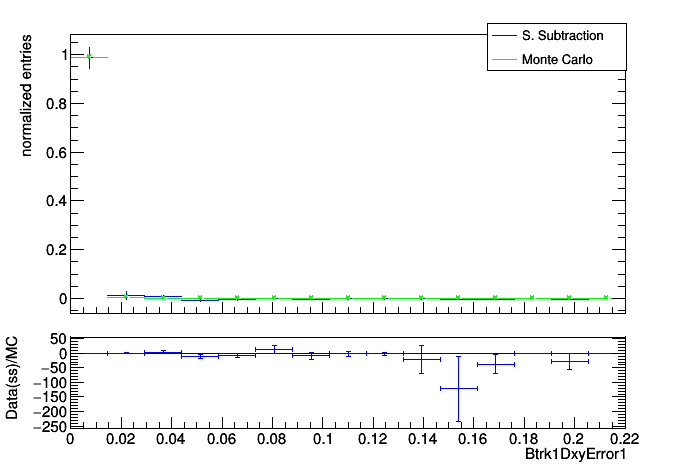 S. Subtraction
Monte Carlo
normalized entries
1
0.8
0.6
0.4
0.2
0
Data(ss)/MC
50
0
−50
−100
−150
−200
−250
0 0.02 0.04 0.06 0.08 0.1 0.12 0.14 0.16 0.18 0.2 0.22
Btrk1DxyError1